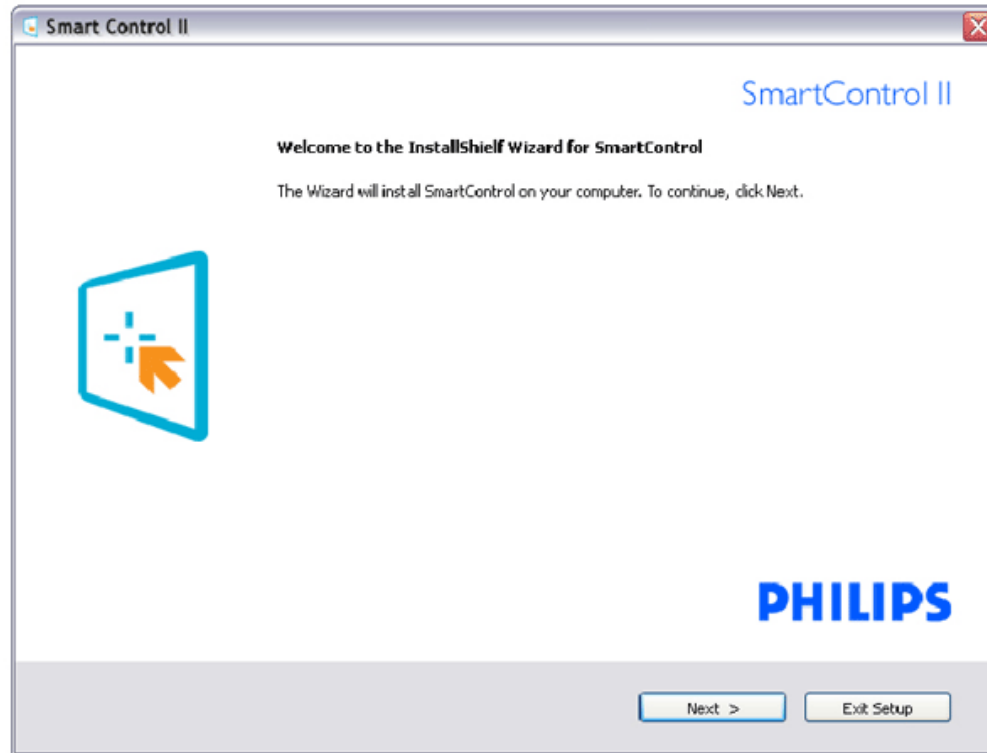 Smart Control II
SmartControl II
Welcome to the InstallShielf Wizard for SmartControl
The Wizard will install SmartControl on your computer. To continue, click Next.
PHILIPS
Next >
Exit Setup